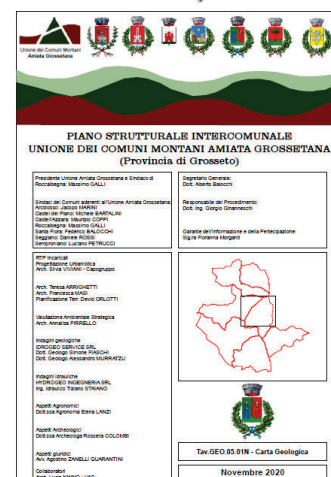 Unione dei Comuni Montani
Amiata Grossetana
PIANO STRUTTURALE INTERCOMUNALE
UNIONE DEI COMUNI MONTANI AMIATA GROSSETANA
(Provincia di Grosseto)
Presidente Unione Amiata Grossetana e Sindaco di
Roccalbegna: Massimo GALLI
Sindaci dei Comuni aderenti all'Unione Amiata Grossetana:
Arcidosso: Jacopo MARINI
Castel del Piano: Michele BARTALINI
Castell'Azzara: Maurizio COPPI
Roccalbegna: Massimo GALLI
Santa Fiora: Federico BALOCCHI
Seggiano: Daniele ROSSI
Semproniano: Luciano PETRUCCI
Segretario Generale:
Dott. Alberto Balocchi
Responsabile del Procedimento:
Dott. Ing. Giorgio Ginanneschi
Garante dell'Informazione e della Partecipazione:
Sig.ra Floranna Morganti
RTP incaricati
Progettazione Urbanistica
Arch. Silvia VIVIANI - Capogruppo
Arch. Teresa ARRIGHETTI
Arch. Francesca MASI
Pianificazione Terr. David ORLOTTI
Valutazione Ambientale Strategica
Arch. Annalisa PIRRELLO
Indagini geologiche
IDROGEO SERVICE SRL
Dott. Geologo Simone FIASCHI
Dott. Geologo Alessandro MURRATZU
Indagini Idrauliche
HYDROGEO INGEGNERIA SRL
Ing. Idraulico Tiziano STAIANO
Aspetti Agronomici
Dott.ssa Agronoma Elena LANZI
Aspetti Archeologici
Dott.ssa Archeologa Rossella COLOMBI
Aspetti giuridici
Avv. Agostino ZANELLI QUARANTINI
Collaboratori
Tav.GEO.05.01N - Carta Geologica
Novembre 2020